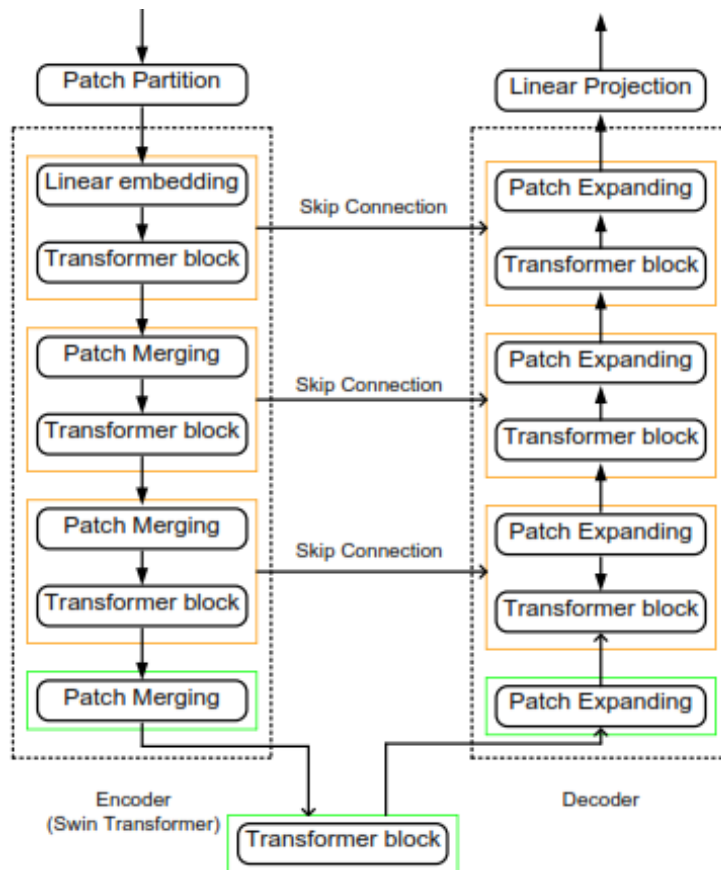 Patch Partition
Linear embedding
Transformer block
Patch Merging
Transformer block
Patch Merging
Transformer block
Patch Merging
Encoder
(Swin Transformer)
Skip Connection
Skip Connection
Skip Connection
Transformer block
Linear Projection
Patch Expanding
Transformer block
Patch Expanding
Transformer block
Patch Expanding
Transformer block
Patch Expanding
Decoder